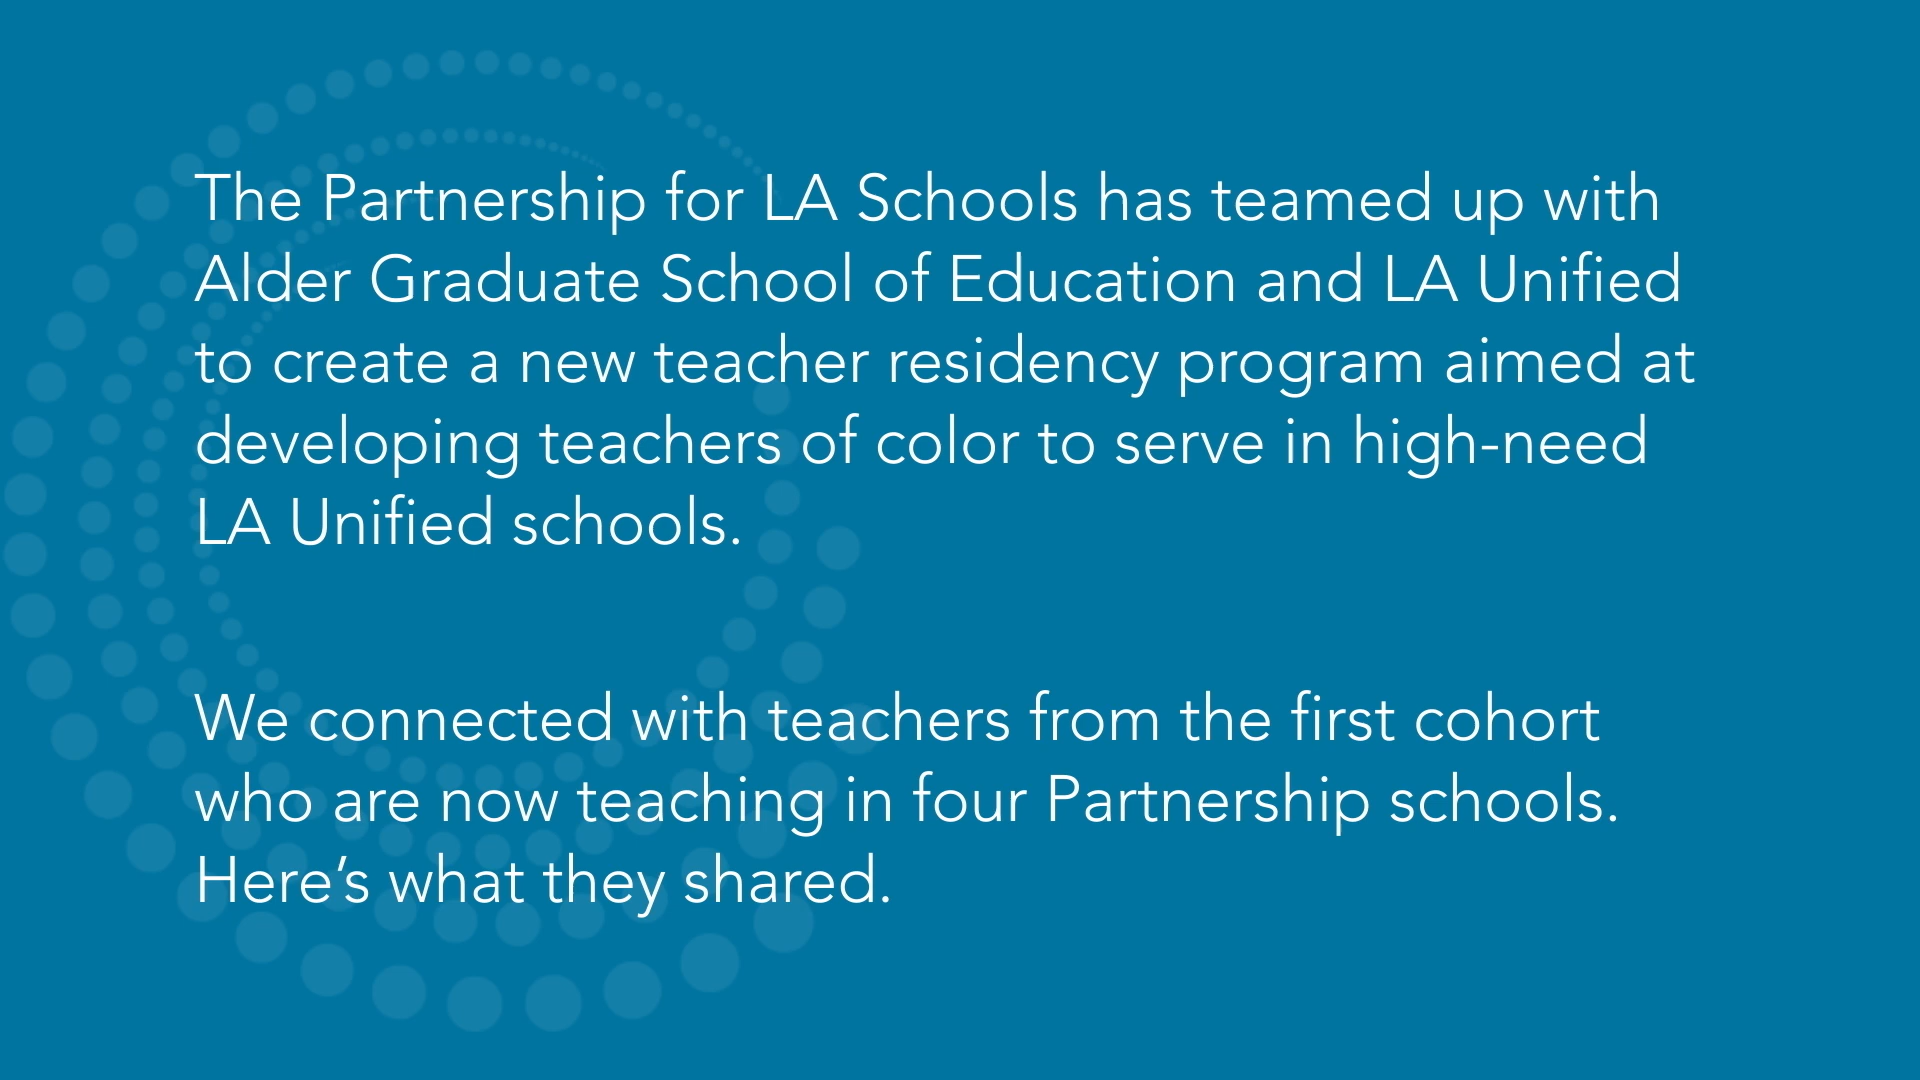 The Partnership for LA Schools has teamed up with
Alder Graduate School of Education and LA Unified
to create a new teacher residency program aimed at
developing teachers of color to serve in high-need
LA Unified schools.
We connected with teachers from the first cohort
who are now teaching in four Partnership schools.
Here’s what they shared.